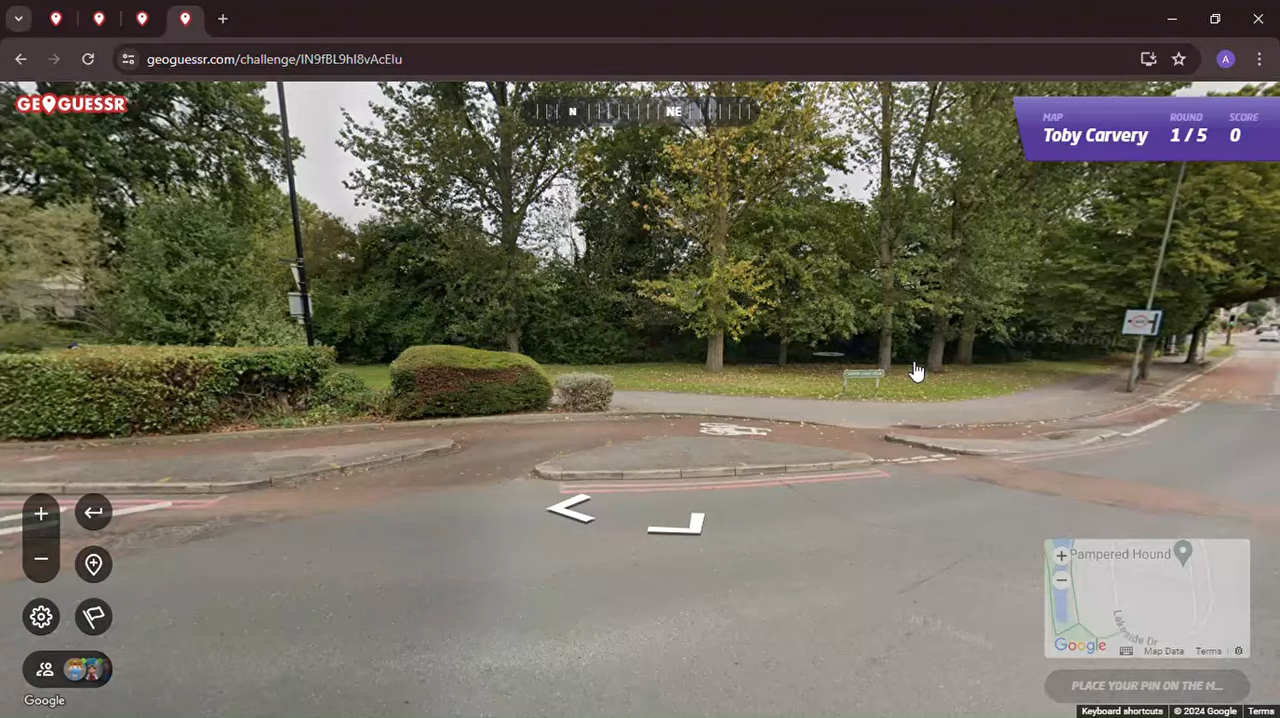 geoguessr.com/challenge/IN9fBL9hI8vAcEIu
A
GEOGUESSR
N
NE
MAP
ROUND
SCORE
Toby Carvery
1 / 5
0
Pampered Hound
Lakeside Dr
Google
Map Data
Terms
PLACE YOUR PIN ON THE M...
Google
Keyboard shortcuts
© 2024 Google
Terms